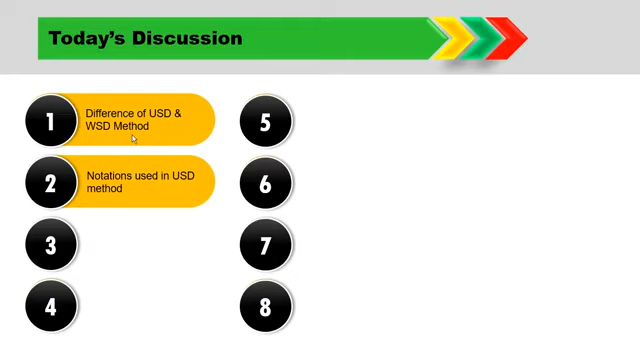 Today's Discussion
1
Difference of USD &
WSD Method
2
Notations used in USD
method
3
4
5
6
7
8